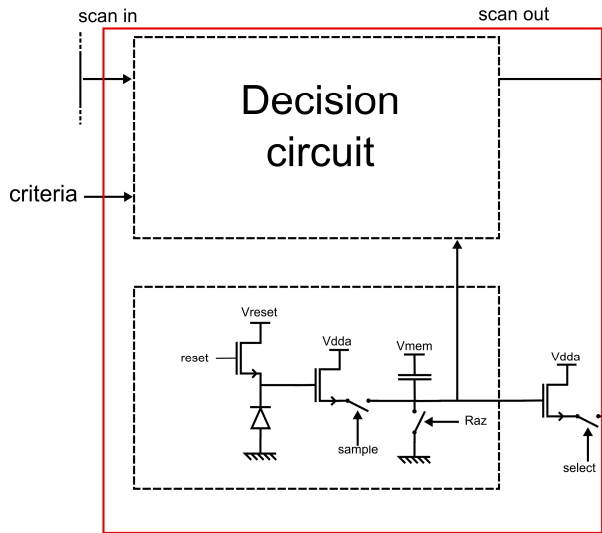 scan in
scan out
Decision
circuit
criteria
Vreset
reset
Vdda
Vmem
Vdda
Raz
sample
select